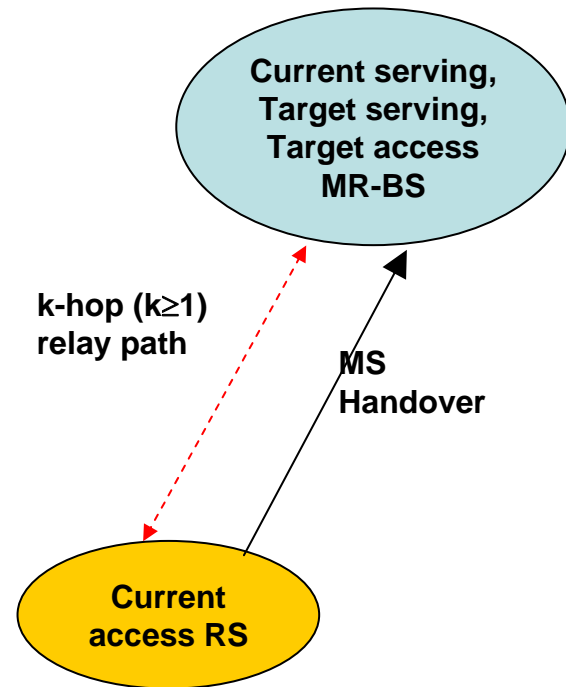 Current serving,
Target serving,
Target access
MR-BS
k-hop (k≥1)
relay path
MS
Handover
Current
access RS